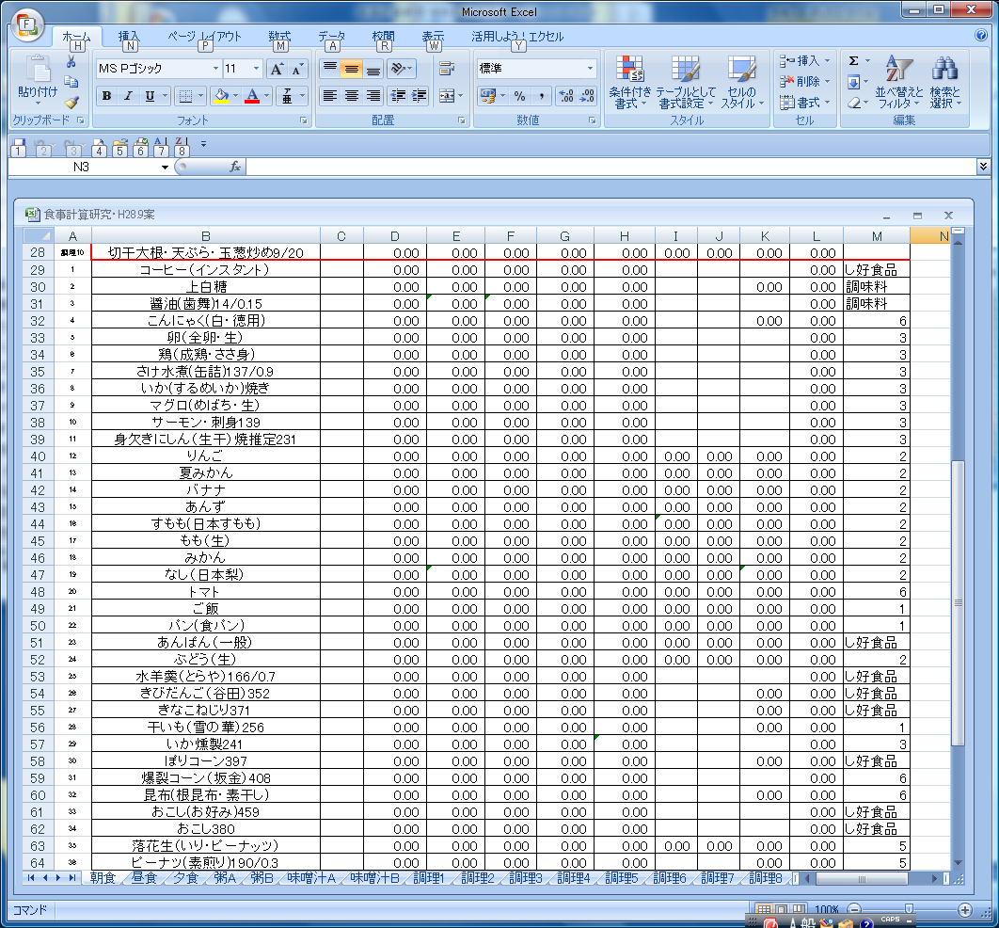 Microsoft Excel
F
ホーム 挿入 ページ レイアウト 数式 データ 校閲 表示 活用しよう！エクセル
H N P M A R W Y
MS Pゴシック 11 標準
貼り付け
B I U A 亜 % ,
条件付き書式 テーブルとして書式設定 セルのスタイル
挿入 削除 書式
Σ 並べ替えとフィルタ 検索と選択
クリップボード フォント 配置 数値 スタイル セル 編集
1 2 3 4 5 6 7 8
N3 fx
食事計算研究・H28.9案
A B C D E F G H I J K L M N
28 調理10 切干大根・天ぷら・玉葱炒め9/20 0.00 0.00 0.00 0.00 0.00 0.00 0.00 0.00 0.00
29 1 コーヒー（インスタント） 0.00 0.00 0.00 0.00 0.00 0.00 し好食品
30 2 上白糖 0.00 0.00 0.00 0.00 0.00 0.00 0.00 調味料
31 3 醤油(歯舞)14/0.15 0.00 0.00 0.00 0.00 0.00 0.00 調味料
32 4 こんにゃく(白・徳用) 0.00 0.00 0.00 0.00 0.00 0.00 0.00 6
33 5 卵（全卵・生） 0.00 0.00 0.00 0.00 0.00 0.00 3
34 6 鶏（成鶏・ささ身） 0.00 0.00 0.00 0.00 0.00 0.00 3
35 7 さけ水煮(缶詰)137/0.9 0.00 0.00 0.00 0.00 0.00 0.00 3
36 8 いか(するめいか)焼き 0.00 0.00 0.00 0.00 0.00 0.00 3
37 9 マグロ(めばち・生) 0.00 0.00 0.00 0.00 0.00 0.00 3
38 10 サーモン・刺身139 0.00 0.00 0.00 0.00 0.00 0.00 3
39 11 身欠きにしん（生干）焼推定231 0.00 0.00 0.00 0.00 0.00 0.00 3
40 12 りんご 0.00 0.00 0.00 0.00 0.00 0.00 0.00 0.00 0.00 2
41 13 夏みかん 0.00 0.00 0.00 0.00 0.00 0.00 0.00 0.00 0.00 2
42 14 バナナ 0.00 0.00 0.00 0.00 0.00 0.00 0.00 0.00 0.00 2
43 15 あんず 0.00 0.00 0.00 0.00 0.00 0.00 0.00 0.00 0.00 2
44 16 すもも(日本すもも) 0.00 0.00 0.00 0.00 0.00 0.00 0.00 0.00 0.00 2
45 17 もも（生） 0.00 0.00 0.00 0.00 0.00 0.00 0.00 0.00 0.00 2
46 18 みかん 0.00 0.00 0.00 0.00 0.00 0.00 0.00 0.00 0.00 2
47 19 なし（日本梨） 0.00 0.00 0.00 0.00 0.00 0.00 0.00 0.00 0.00 2
48 20 トマト 0.00 0.00 0.00 0.00 0.00 0.00 0.00 0.00 0.00 6
49 21 ご飯 0.00 0.00 0.00 0.00 0.00 0.00 0.00 0.00 0.00 1
50 22 パン(食パン) 0.00 0.00 0.00 0.00 0.00 0.00 0.00 0.00 0.00 1
51 23 あんぱん（一般） 0.00 0.00 0.00 0.00 0.00 0.00 0.00 0.00 0.00 し好食品
52 24 ぶどう（生） 0.00 0.00 0.00 0.00 0.00 0.00 0.00 0.00 0.00 2
53 25 水羊羹（とらや）166/0.7 0.00 0.00 0.00 0.00 0.00 0.00 し好食品
54 26 きびだんご（谷田）352 0.00 0.00 0.00 0.00 0.00 0.00 0.00 し好食品
55 27 きなこねじり371 0.00 0.00 0.00 0.00 0.00 0.00 0.00 し好食品
56 28 干いも（雪の華）256 0.00 0.00 0.00 0.00 0.00 0.00 0.00 1
57 29 いか燻製241 0.00 0.00 0.00 0.00 0.00 0.00 3
58 30 ぽりコーン397 0.00 0.00 0.00 0.00 0.00 0.00 0.00 し好食品
59 31 爆裂コーン（坂金）408 0.00 0.00 0.00 0.00 0.00 0.00 6
60 32 昆布(根昆布・素干し) 0.00 0.00 0.00 0.00 0.00 0.00 0.00 6
61 33 おこし(お好み)459 0.00 0.00 0.00 0.00 0.00 0.00 し好食品
62 34 おこし380 0.00 0.00 0.00 0.00 0.00 0.00 し好食品
63 35 落花生（いり・ピーナッツ） 0.00 0.00 0.00 0.00 0.00 0.00 0.00 0.00 0.00 5
64 36 ピーナツ(素煎り)190/0.3 0.00 0.00 0.00 0.00 0.00 0.00 0.00 5
朝食 昼食 夕食 粥A 粥B 味噌汁A 味噌汁B 調理1 調理2 調理3 調理4 調理5 調理6 調理7 調理8
コマンド 100%
A 般 CAPS